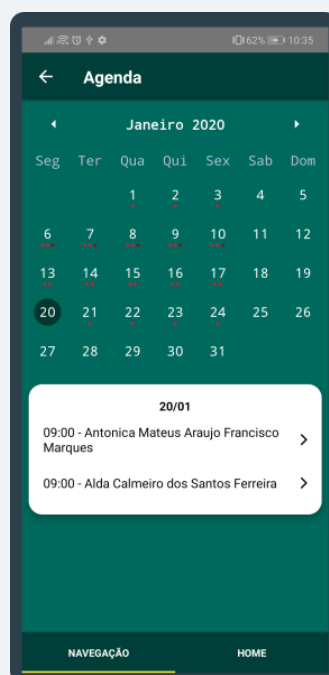 62% 10:35
Agenda
Janeiro 2020
Seg Ter Qua Qui Sex Sab Dom
1 2 3 4 5
6 7 8 9 10 11 12
13 14 15 16 17 18 19
20 21 22 23 24 25 26
27 28 29 30 31
20/01
09:00 - Antonica Mateus Araujo Francisco
Marques
09:00 - Alda Calmeiro dos Santos Ferreira
NAVEGAÇÃO HOME